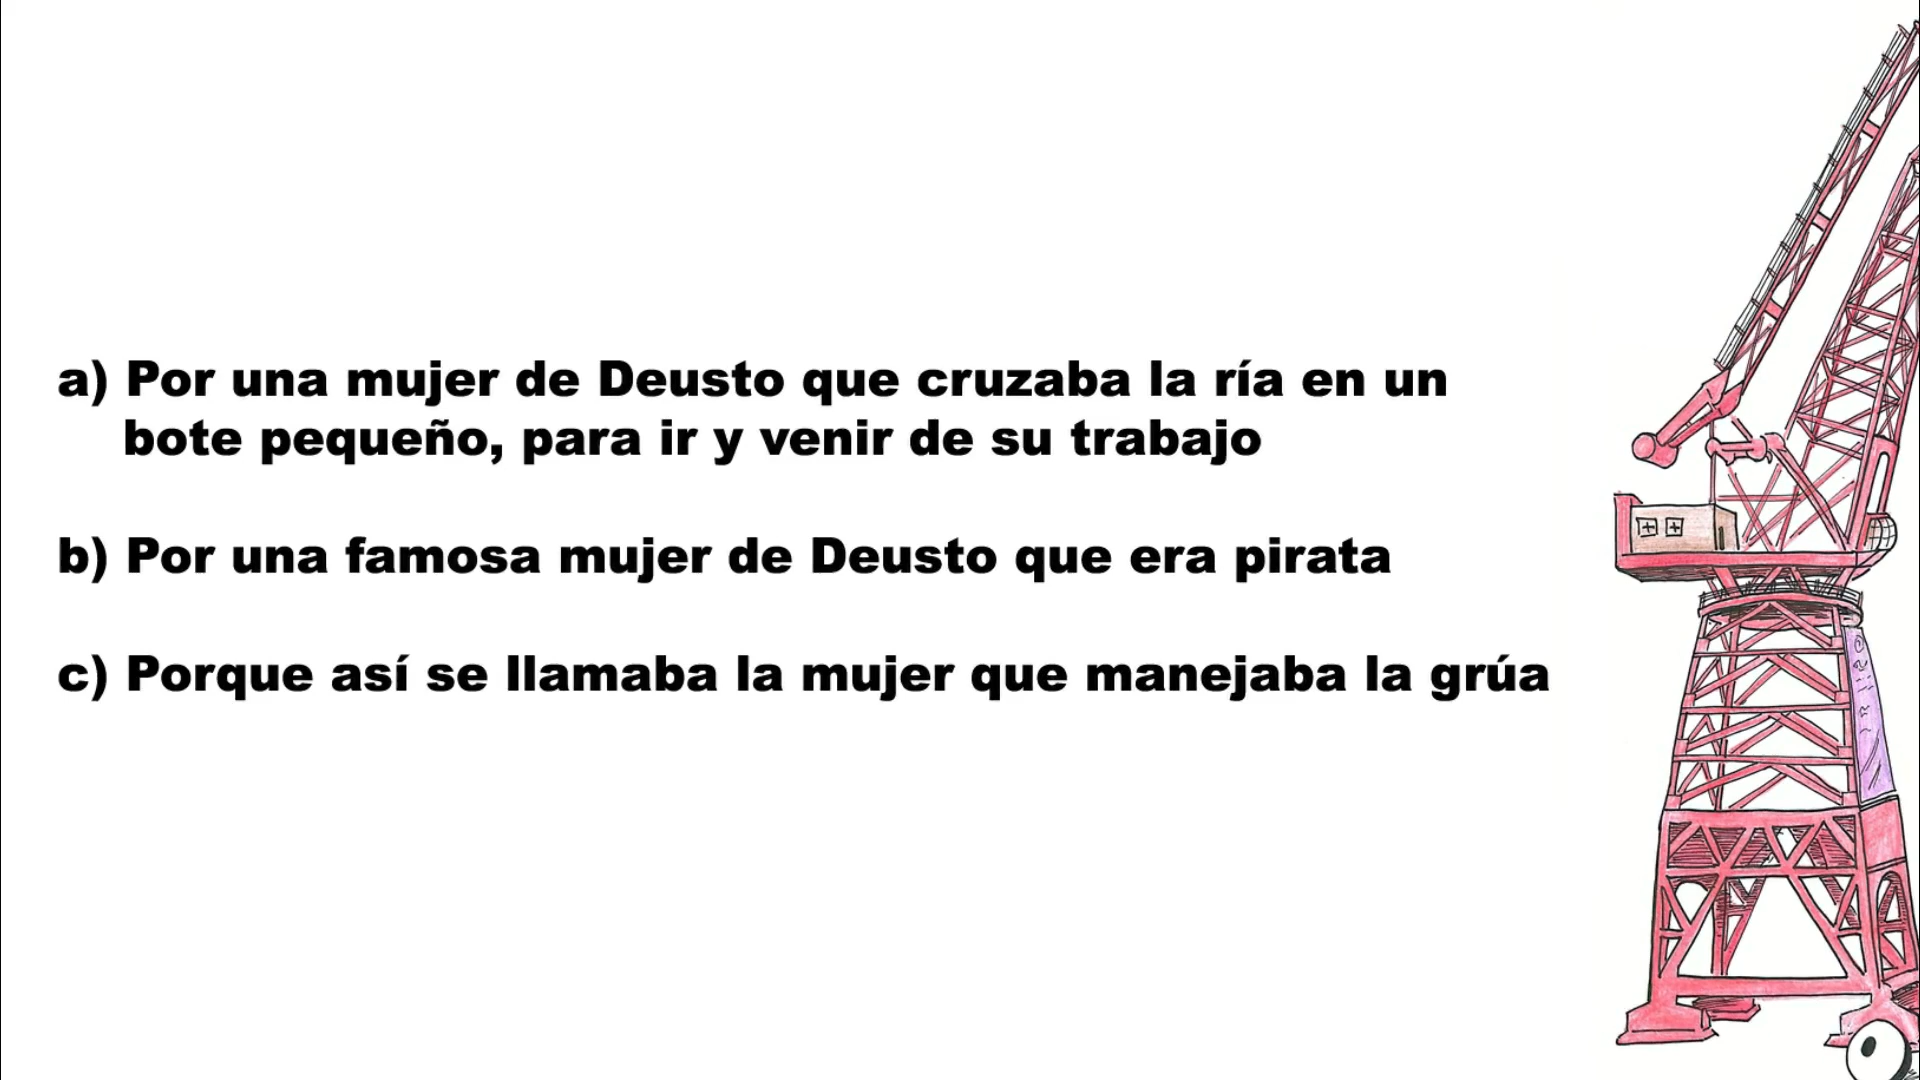 a) Por una mujer de Deusto que cruzaba la ría en un
bote pequeño, para ir y venir de su trabajo
b) Por una famosa mujer de Deusto que era pirata
c) Porque así se llamaba la mujer que manejaba la grúa